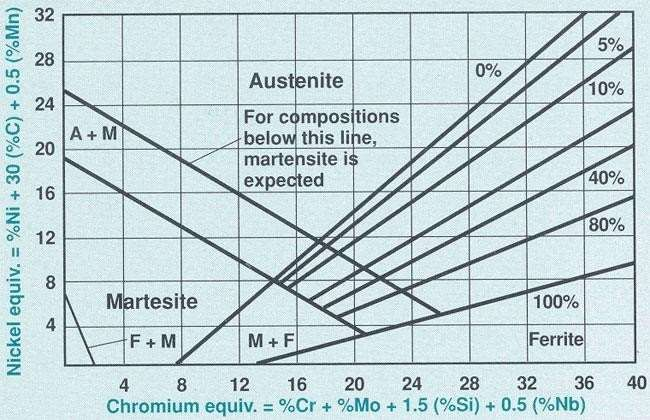 Nickel equiv. = %Ni + 30 (%C) + 0.5 (%Mn)
32
28
24
20
16
12
8
4
Austenite
0%
5%
10%
For compositions
below this line,
martensite is
expected
A + M
40%
80%
Martesite
100%
F + M
M + F
Ferrite
4 8 12 16 20 24 28 32 36 40
Chromium equiv. = %Cr + %Mo + 1.5 (%Si) + 0.5 (%Nb)